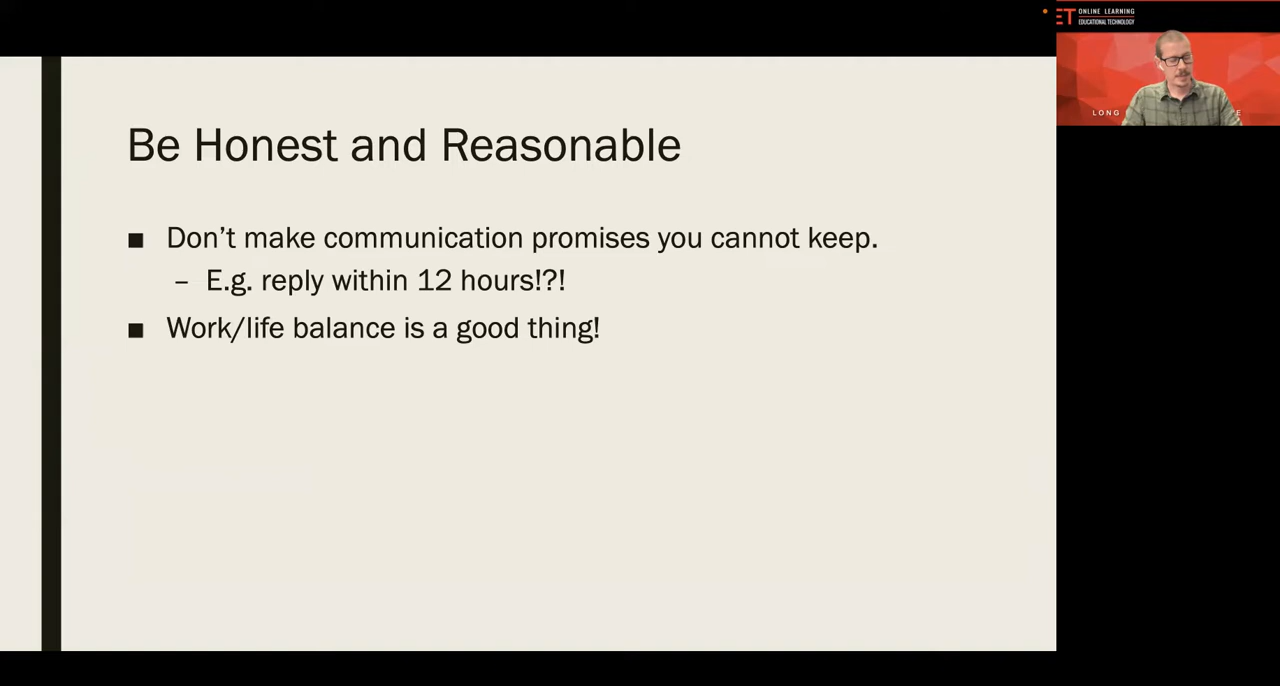 ET ONLINE LEARNING
EDUCATIONAL TECHNOLOGY
LONG E
Be Honest and Reasonable
■ Don’t make communication promises you cannot keep.
– E.g. reply within 12 hours!?!
■ Work/life balance is a good thing!